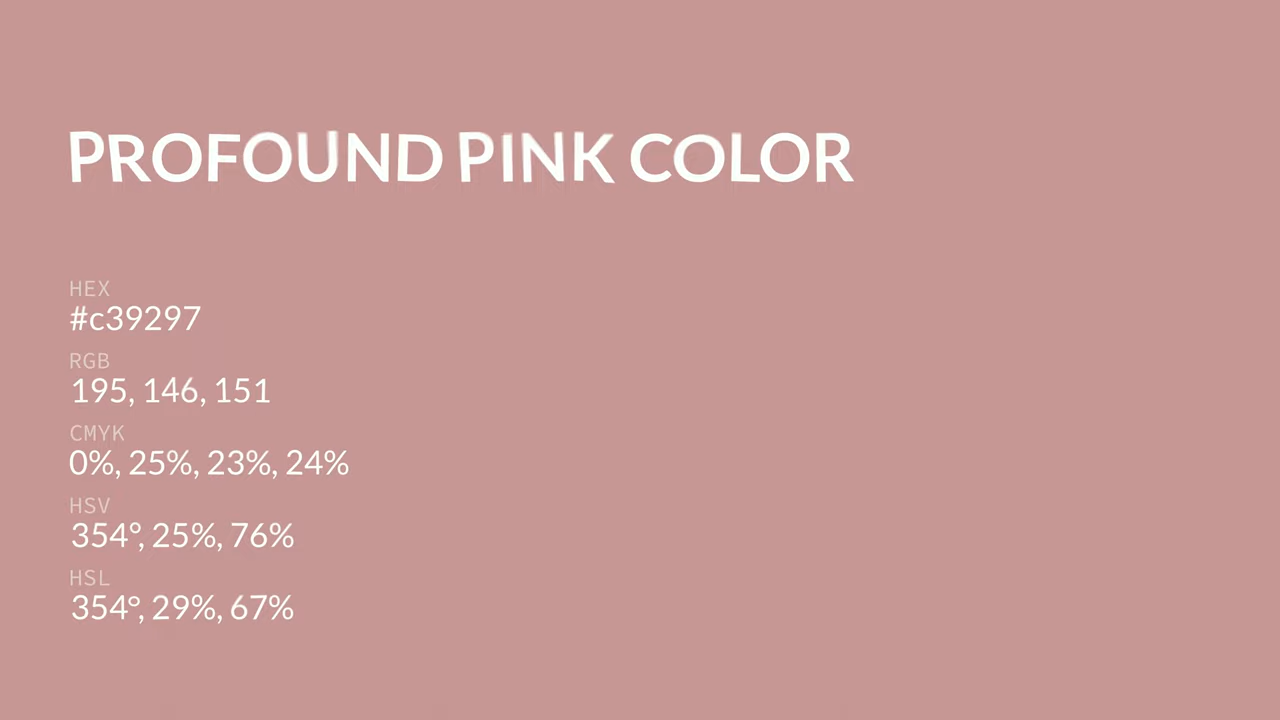 PROFOUND PINK COLOR
HEX
#c39297
RGB
195, 146, 151
CMYK
0%, 25%, 23%, 24%
HSV
354°, 25%, 76%
HSL
354°, 29%, 67%